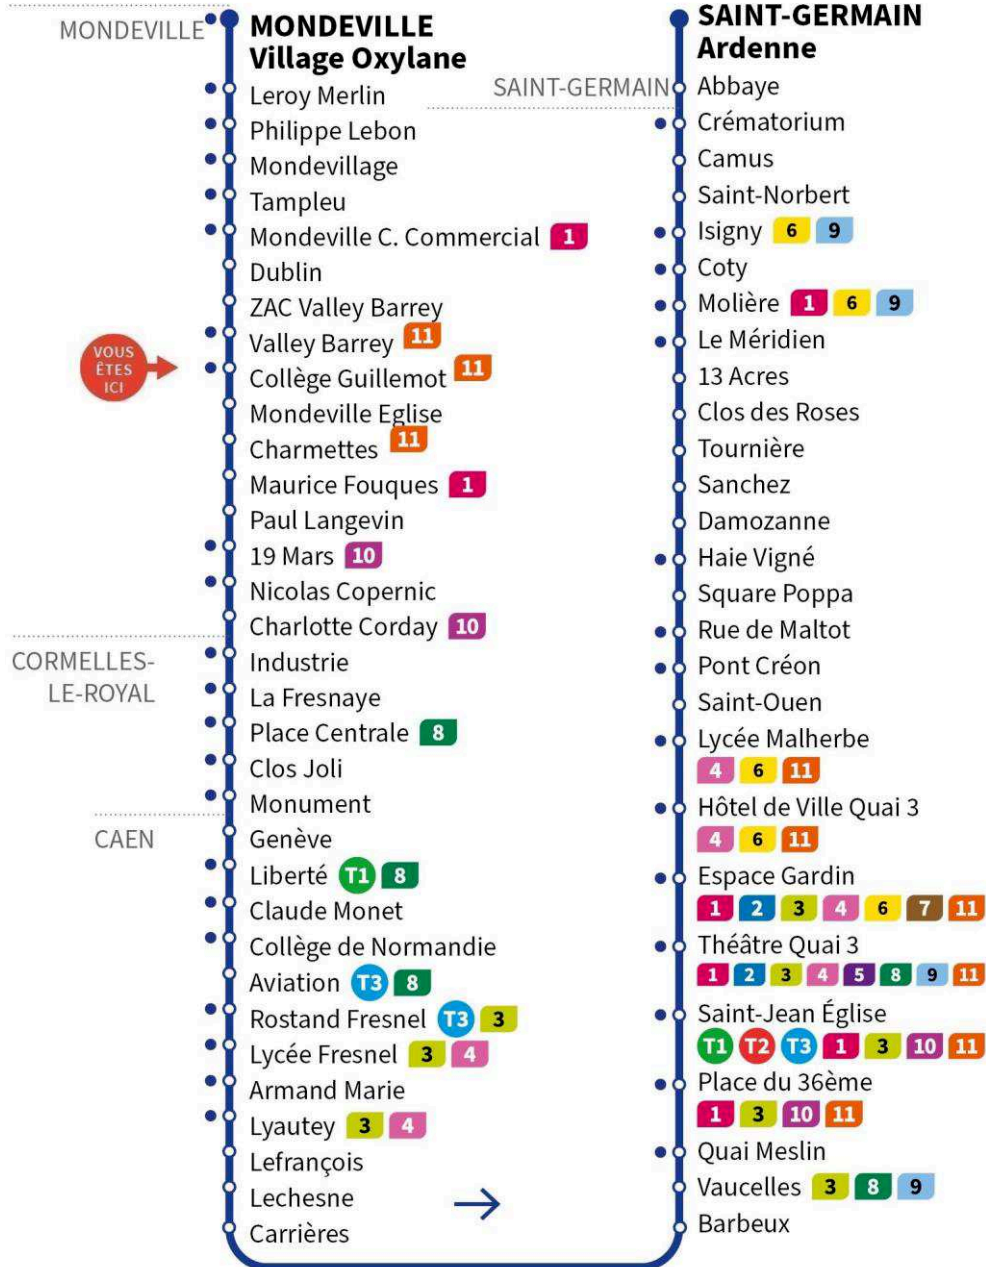 MONDEVILLE
MONDEVILLE
Village Oxylane
Leroy Merlin
Philippe Lebon
Mondevillage
Tampleu
Mondeville C. Commercial 1
Dublin
ZAC Valley Barrey
Valley Barrey 11
VOUS
ÊTES
ICI
Collège Guillemot 11
Mondeville Eglise
Charmettes 11
Maurice Fouques 1
Paul Langevin
19 Mars 10
Nicolas Copernic
Charlotte Corday 10
CORMELLES-
LE-ROYAL
Industrie
La Fresnaye
Place Centrale 8
Clos Joli
Monument
CAEN
Genève
Liberté T1 8
Claude Monet
Collège de Normandie
Aviation T3 8
Rostand Fresnel T3 3
Lycée Fresnel 3 4
Armand Marie
Lyautey 3 4
Lefrançois
Lechesne
Carrières
SAINT-GERMAIN
Ardenne
SAINT-GERMAIN
Abbaye
Crématorium
Camus
Saint-Norbert
Isigny 6 9
Coty
Molière 1 6 9
Le Méridien
13 Acres
Clos des Roses
Tournière
Sanchez
Damozanne
Haie Vigné
Square Poppa
Rue de Maltot
Pont Créon
Saint-Ouen
Lycée Malherbe
4 6 11
Hôtel de Ville Quai 3
4 6 11
Espace Gardin
1 2 3 4 6 7 11
Théâtre Quai 3
1 2 3 4 5 8 9 11
Saint-Jean Église
T1 T2 T3 1 3 10 11
Place du 36ème
1 3 10 11
Quai Meslin
Vaucelles 3 8 9
Barbeux